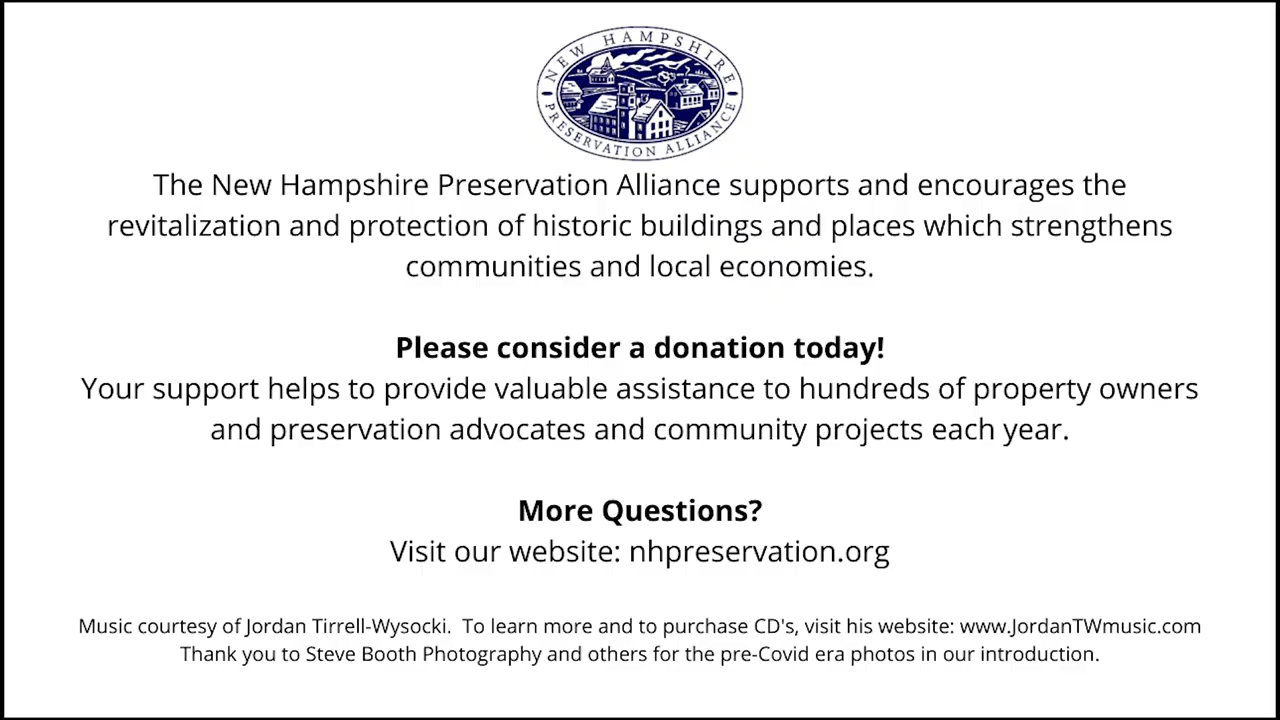 NEW HAMPSHIRE
PRESERVATION ALLIANCE
The New Hampshire Preservation Alliance supports and encourages the
revitalization and protection of historic buildings and places which strengthens
communities and local economies.
Please consider a donation today!
Your support helps to provide valuable assistance to hundreds of property owners
and preservation advocates and community projects each year.
More Questions?
Visit our website: nhpreservation.org
Music courtesy of Jordan Tirrell-Wysocki.  To learn more and to purchase CD's, visit his website: www.JordanTWmusic.com
Thank you to Steve Booth Photography and others for the pre-Covid era photos in our introduction.